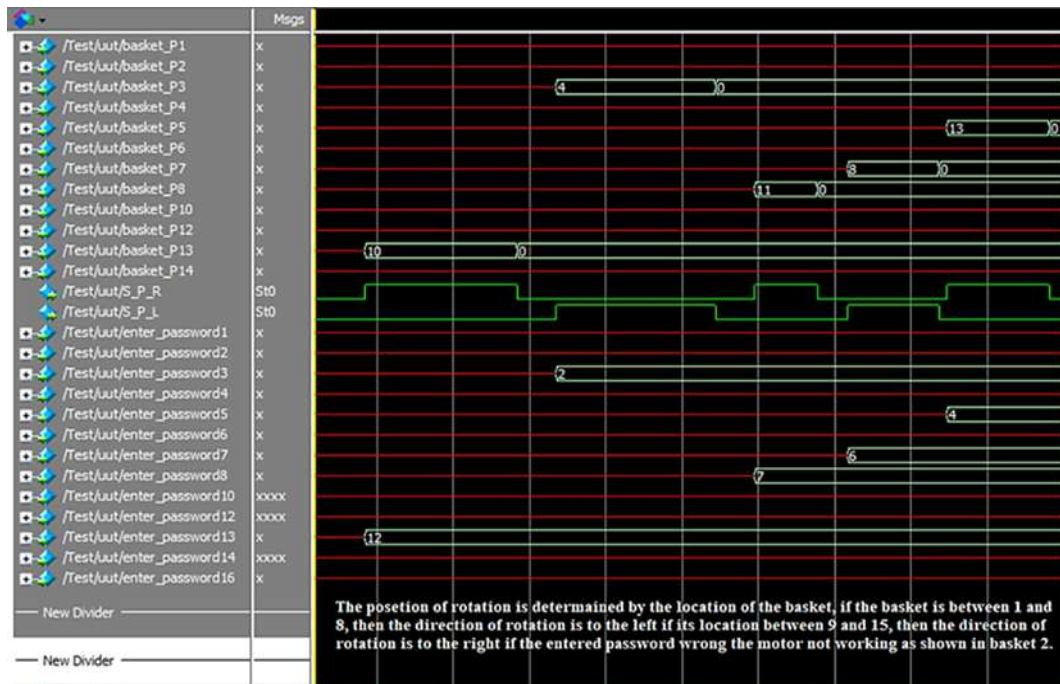 Msgs
/Test/uut/basket_P1 x
/Test/uut/basket_P2 x
/Test/uut/basket_P3 x 4 0
/Test/uut/basket_P4 x
/Test/uut/basket_P5 x 13 0
/Test/uut/basket_P6 x
/Test/uut/basket_P7 x 8 0
/Test/uut/basket_P8 x 11 0
/Test/uut/basket_P10 x
/Test/uut/basket_P12 x
/Test/uut/basket_P13 x 10 0
/Test/uut/basket_P14 x
/Test/uut/S_P_R St0
/Test/uut/S_P_L St0
/Test/uut/enter_password1 x
/Test/uut/enter_password2 x
/Test/uut/enter_password3 x 2
/Test/uut/enter_password4 x
/Test/uut/enter_password5 x 4
/Test/uut/enter_password6 x
/Test/uut/enter_password7 x 6
/Test/uut/enter_password8 x 7
/Test/uut/enter_password10 xxxx
/Test/uut/enter_password12 xxxx
/Test/uut/enter_password13 x 12
/Test/uut/enter_password14 xxxx
/Test/uut/enter_password16 x
New Divider
The posetion of rotation is determined by the location of the basket, if the basket is between 1 and
8, then the direction of rotation is to the left if its location between 9 and 15, then the direction of
rotation is to the right if the entered password wrong the motor not working as shown in basket 2.
New Divider